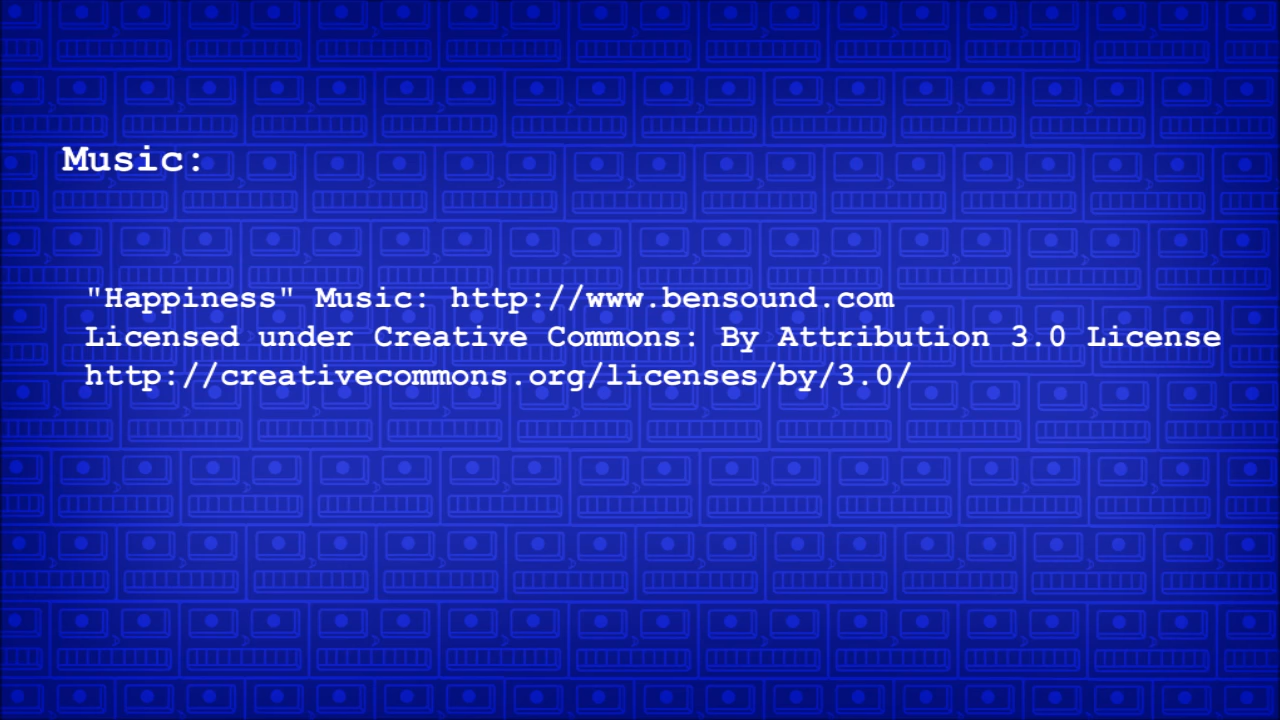 Music:
"Happiness" Music: http://www.bensound.com
Licensed under Creative Commons: By Attribution 3.0 License
http://creativecommons.org/licenses/by/3.0/